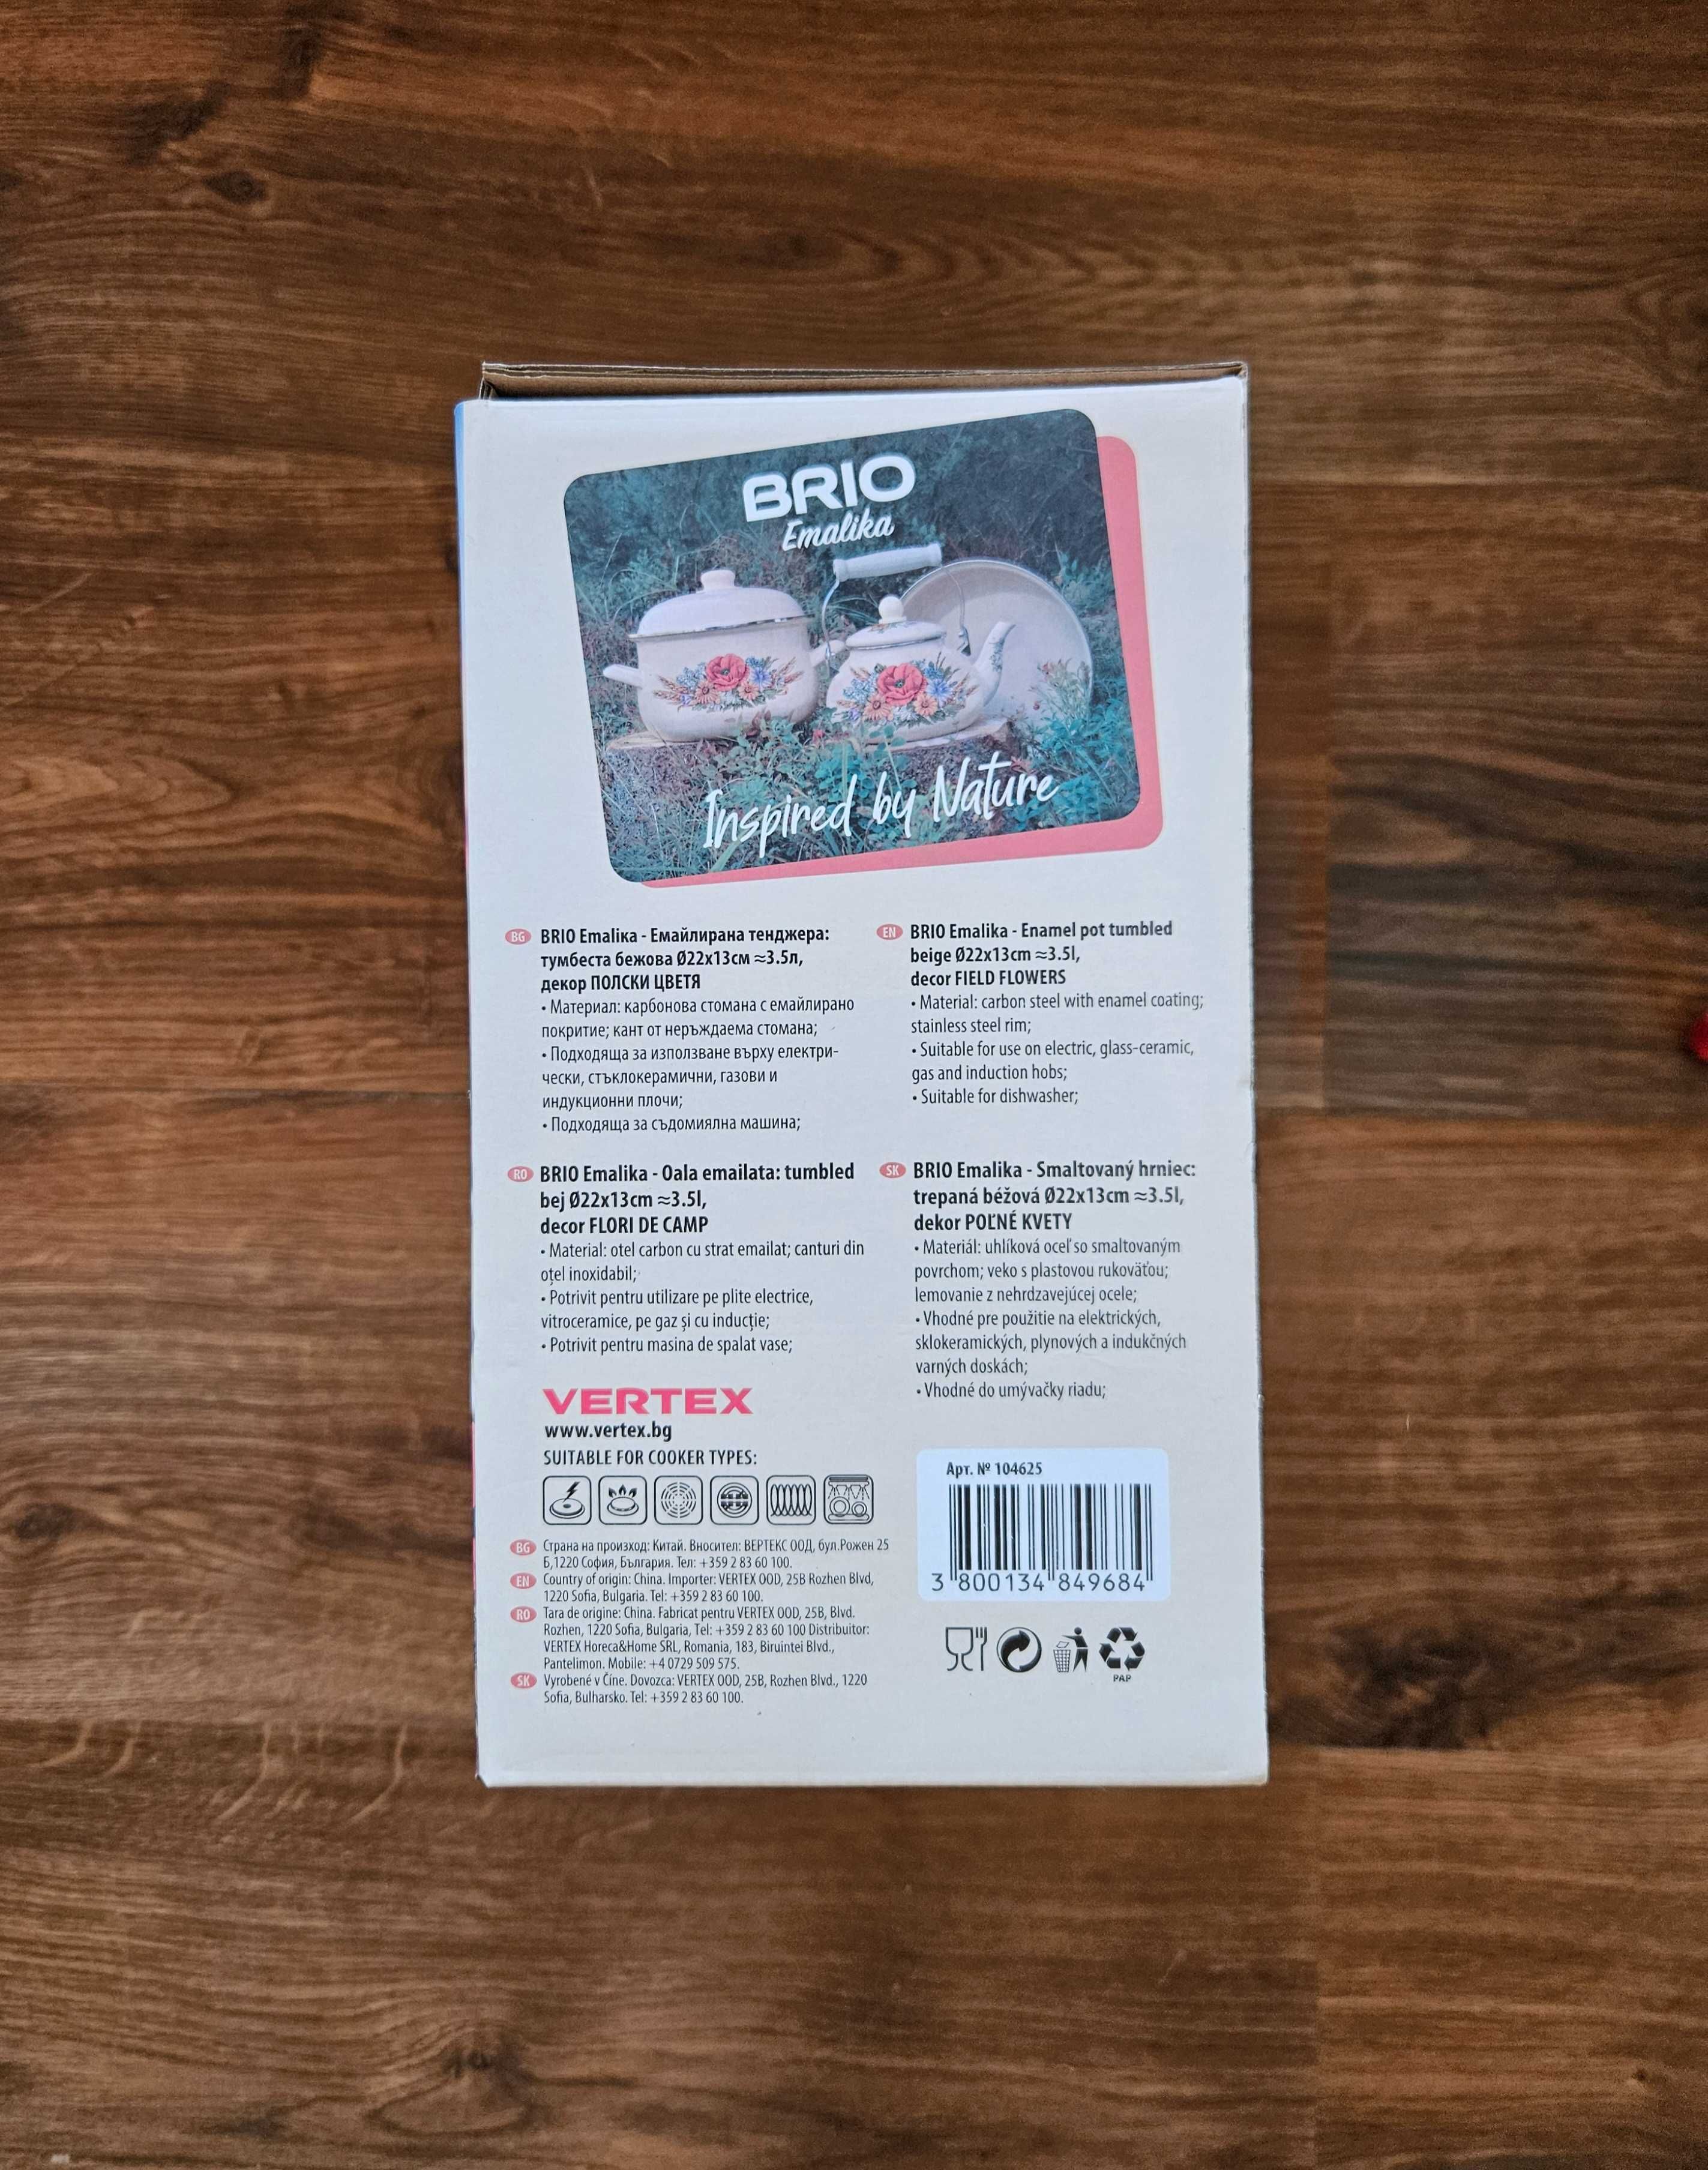 BRIO
Emalika
Inspired by Nature
BG BRIO Emaliка - Емайлирана тенджера:
тумбеста бежова Ø22x13см ≈3.5л,
декор ПОЛСКИ ЦВЕТЯ
• Материал: карбонова стомана с емайлирано
покритие; кант от неръждаема стомана;
• Подходяща за използване върху електри-
чески, стъклокерамични, газови и
индукционни плочи;
• Подходяща за съдомиялна машина;
EN BRIO Emalika - Enamel pot tumbled
beige Ø22x13cm ≈3.5l,
decor FIELD FLOWERS
• Material: carbon steel with enamel coating;
stainless steel rim;
• Suitable for use on electric, glass-ceramic,
gas and induction hobs;
• Suitable for dishwasher;
RO BRIO Emalika - Oala emailata: tumbled
bej Ø22x13cm ≈3.5l,
decor FLORI DE CAMP
• Material: otel carbon cu strat emailat; canturi din
oțel inoxidabil;
• Potrivit pentru utilizare pe plite electrice,
vitroceramice, pe gaz și cu inducție;
• Potrivit pentru masina de spalat vase;
SK BRIO Emalika - Smaltovaný hrniec:
trepaná béžová Ø22x13cm ≈3.5l,
dekor POĽNÉ KVETY
• Materiál: uhlíková oceľ so smaltovaným
povrchom; veko s plastovou rukoväťou;
lemovanie z nehrdzavejúcej ocele;
• Vhodné pre použitie na elektrických,
sklokeramických, plynových a indukčných
varných doskách;
• Vhodné do umývačky riadu;
VERTEX
www.vertex.bg
SUITABLE FOR COOKER TYPES:
BG Страна на произход: Китай. Вносител: ВЕРТЕКС ООД, бул.Рожен 25
Б,1220 София, България. Тел: +359 2 83 60 100.
EN Country of origin: China. Importer: VERTEX OOD, 25B Rozhen Blvd,
1220 Sofia, Bulgaria. Tel: +359 2 83 60 100.
RO Tara de origine: China. Fabricat pentru VERTEX OOD, 25B, Blvd.
Rozhen, 1220 Sofia, Bulgaria, Tel: +359 2 83 60 100 Distribuitor:
VERTEX Horeca&Home SRL, Romania, 183, Biruintei Blvd.,
Pantelimon. Mobile: +4 0729 509 575.
SK Vyrobené v Číne. Dovozca: VERTEX OOD, 25B, Rozhen Blvd., 1220
Sofia, Bulharsko. Tel: +359 2 83 60 100.
Арт. № 104625
3 800134 849684
PAP